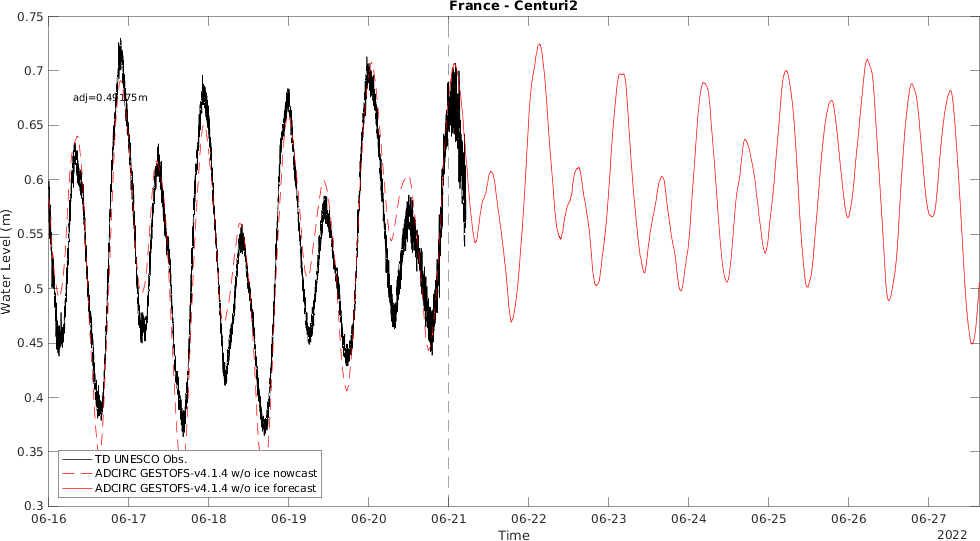 France - Centuri2
0.75
0.7
0.65
0.6
0.55
0.5
0.45
0.4
0.35
0.3
Water Level (m)
adj=0.49175m
TD UNESCO Obs.
ADCIRC GESTOFS-v4.1.4 w/o ice nowcast
ADCIRC GESTOFS-v4.1.4 w/o ice forecast
06-16 06-17 06-18 06-19 06-20 06-21 06-22 06-23 06-24 06-25 06-26 06-27
Time
2022